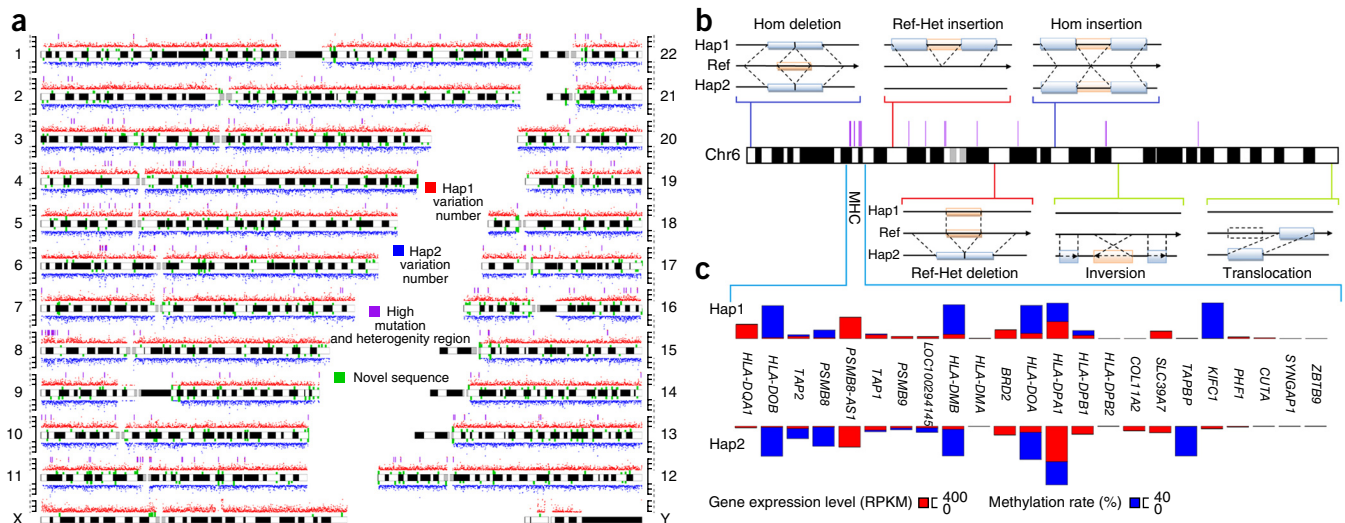 a
1
2
3
4
5
6
7
8
9
10
11
X
22
21
20
19
18
17
16
15
14
13
12
Y
Hap1
variation
number
Hap2
variation
number
High
mutation
and heterogenity region
Novel sequence
b
Hom deletion
Ref-Het insertion
Hom insertion
Hap1
Ref
Hap2
Chr6
MHC
Hap1
Ref
Hap2
Ref-Het deletion
Inversion
Translocation
c
Hap1
HLA-DQA1
HLA-DOB
TAP2
PSMB8
PSMB8-AS1
TAP1
PSMB9
LOC100294145
HLA-DMB
HLA-DMA
BRD2
HLA-DOA
HLA-DPA1
HLA-DPB1
HLA-DPB2
COL11A2
SLC39A7
TAPBP
KIFC1
PHF1
CUTA
SYNGAP1
ZBTB9
Hap2
Gene expression level (RPKM)
400
0
Methylation rate (%)
40
0